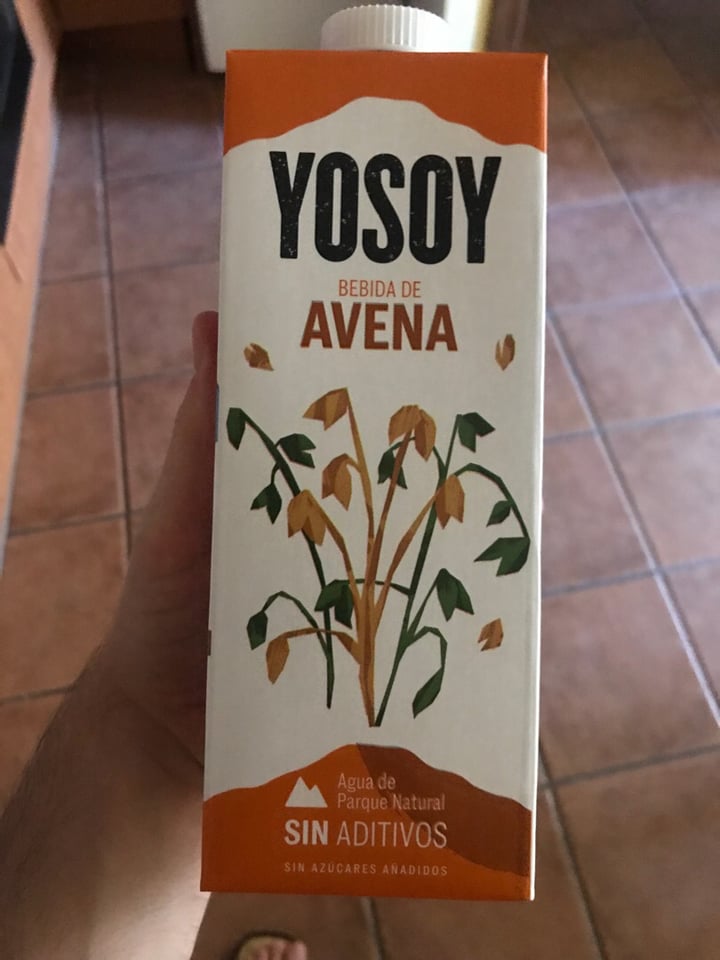 YOSOY
BEBIDA DE
AVENA
Agua de
Parque Natural
SIN ADITIVOS
SIN AZÚCARES AÑADIDOS